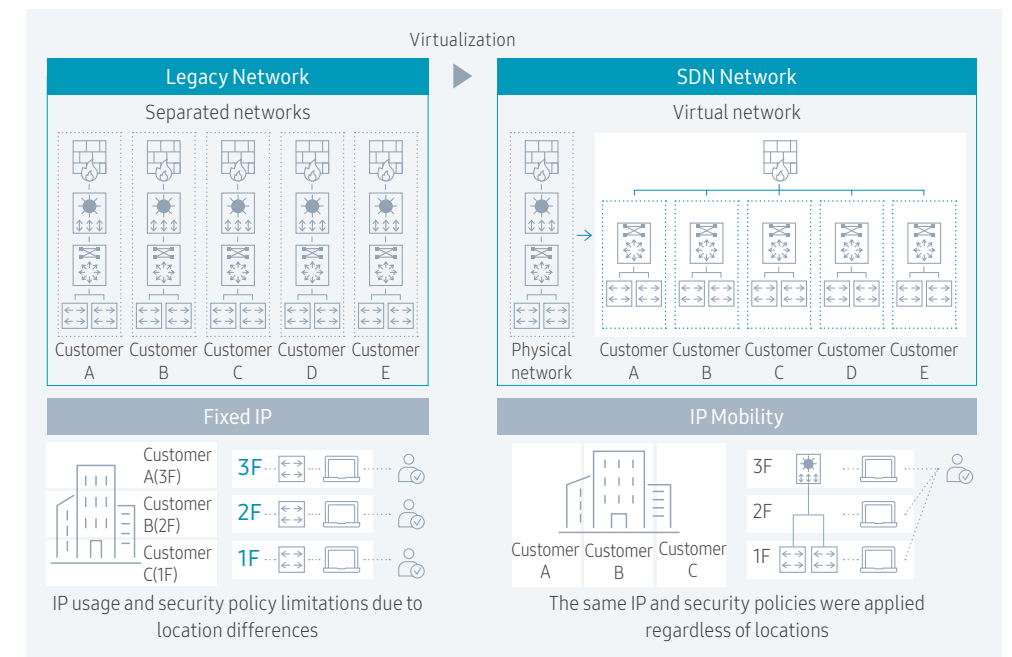 Virtualization
Legacy Network
Separated networks
Customer A
Customer B
Customer C
Customer D
Customer E
SDN Network
Virtual network
Physical network
Customer A
Customer B
Customer C
Customer D
Customer E
Fixed IP
Customer A(3F)
Customer B(2F)
Customer C(1F)
3F
2F
1F
IP usage and security policy limitations due to
location differences
IP Mobility
Customer A
Customer B
Customer C
3F
2F
1F
The same IP and security policies were applied
regardless of locations